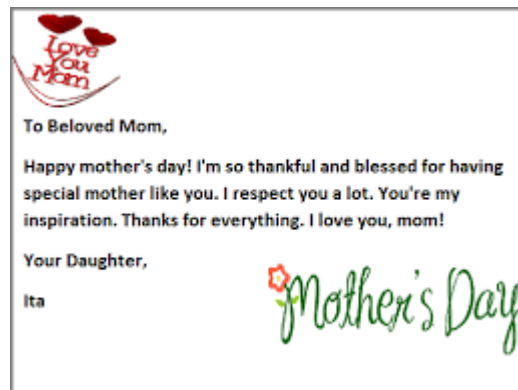 Love
You
Mom
To Beloved Mom,
Happy mother's day! I'm so thankful and blessed for having
special mother like you. I respect you a lot. You're my
inspiration. Thanks for everything. I love you, mom!
Your Daughter,
Ita
Mother's Day